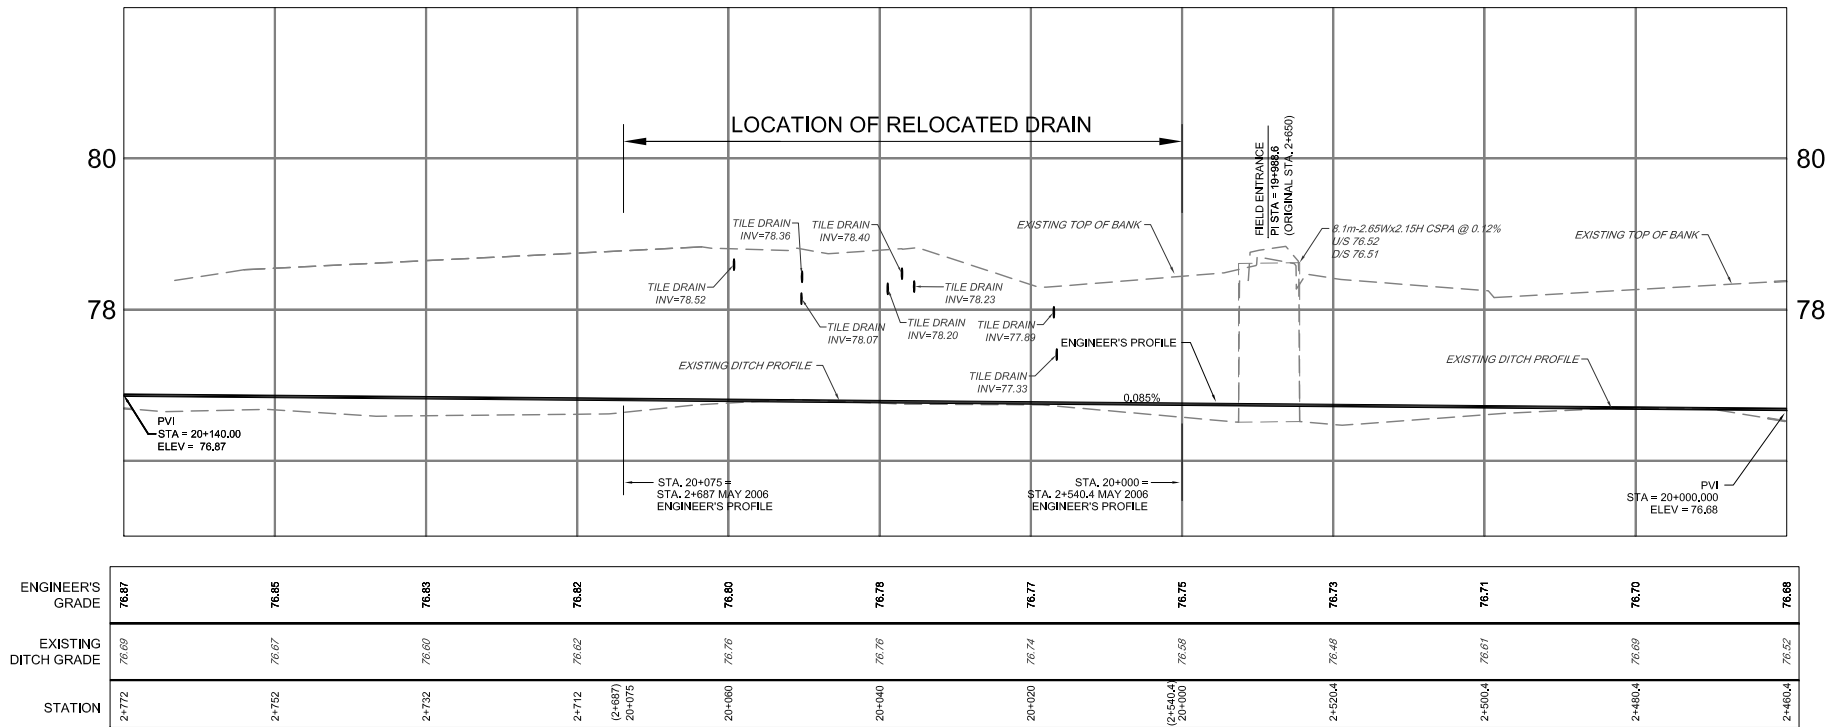 LOCATION OF RELOCATED DRAIN
80
80
78
78
FIELD ENTRANCE
PI STA = 19+988.6
(ORIGINAL STA. 2+650)
TILE DRAIN
INV=78.36
TILE DRAIN
INV=78.40
EXISTING TOP OF BANK
8.1m-2.65Wx2.15H CSPA @ 0.12%
U/S 76.52
D/S 76.51
EXISTING TOP OF BANK
TILE DRAIN
INV=78.52
TILE DRAIN
INV=78.23
TILE DRAIN
INV=78.07
TILE DRAIN
INV=78.20
TILE DRAIN
INV=77.89
ENGINEER'S PROFILE
EXISTING DITCH PROFILE
TILE DRAIN
INV=77.33
EXISTING DITCH PROFILE
0.085%
PVI
STA = 20+140.00
ELEV = 76.87
STA. 20+075 =
STA. 2+687 MAY 2006
ENGINEER'S PROFILE
STA. 20+000 =
STA. 2+540.4 MAY 2006
ENGINEER'S PROFILE
PVI
STA = 20+000.000
ELEV = 76.68
ENGINEER'S
GRADE
76.87
76.85
76.83
76.82
76.80
76.78
76.77
76.75
76.73
76.71
76.70
76.68
EXISTING
DITCH GRADE
76.69
76.67
76.60
76.62
76.76
76.76
76.74
76.58
76.48
76.61
76.69
76.52
STATION
2+772
2+752
2+732
2+712
(2+687)
20+075
20+060
20+040
20+020
(2+540.4)
20+000
2+520.4
2+500.4
2+480.4
2+460.4